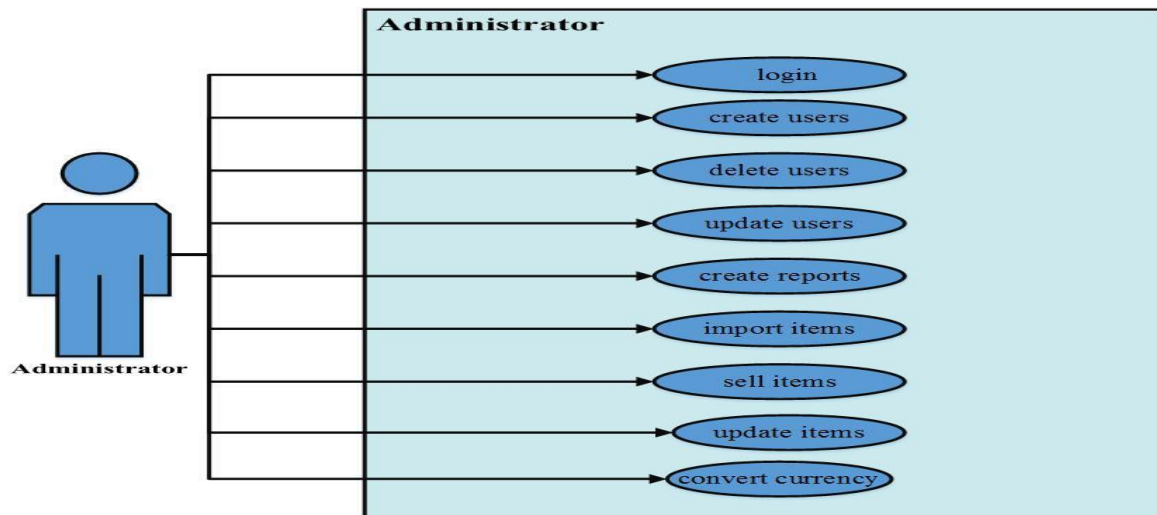 Administrator
login
create users
delete users
update users
create reports
import items
Administrator
sell items
update items
convert currency